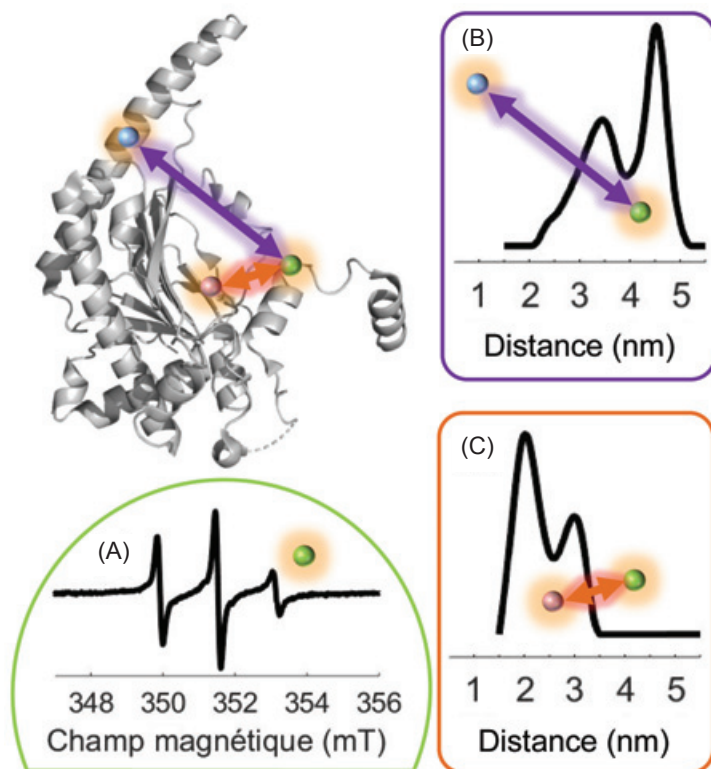 (B)
1 2 3 4 5
Distance (nm)
(C)
1 2 3 4 5
Distance (nm)
(A)
348 350 352 354 356
Champ magnétique (mT)